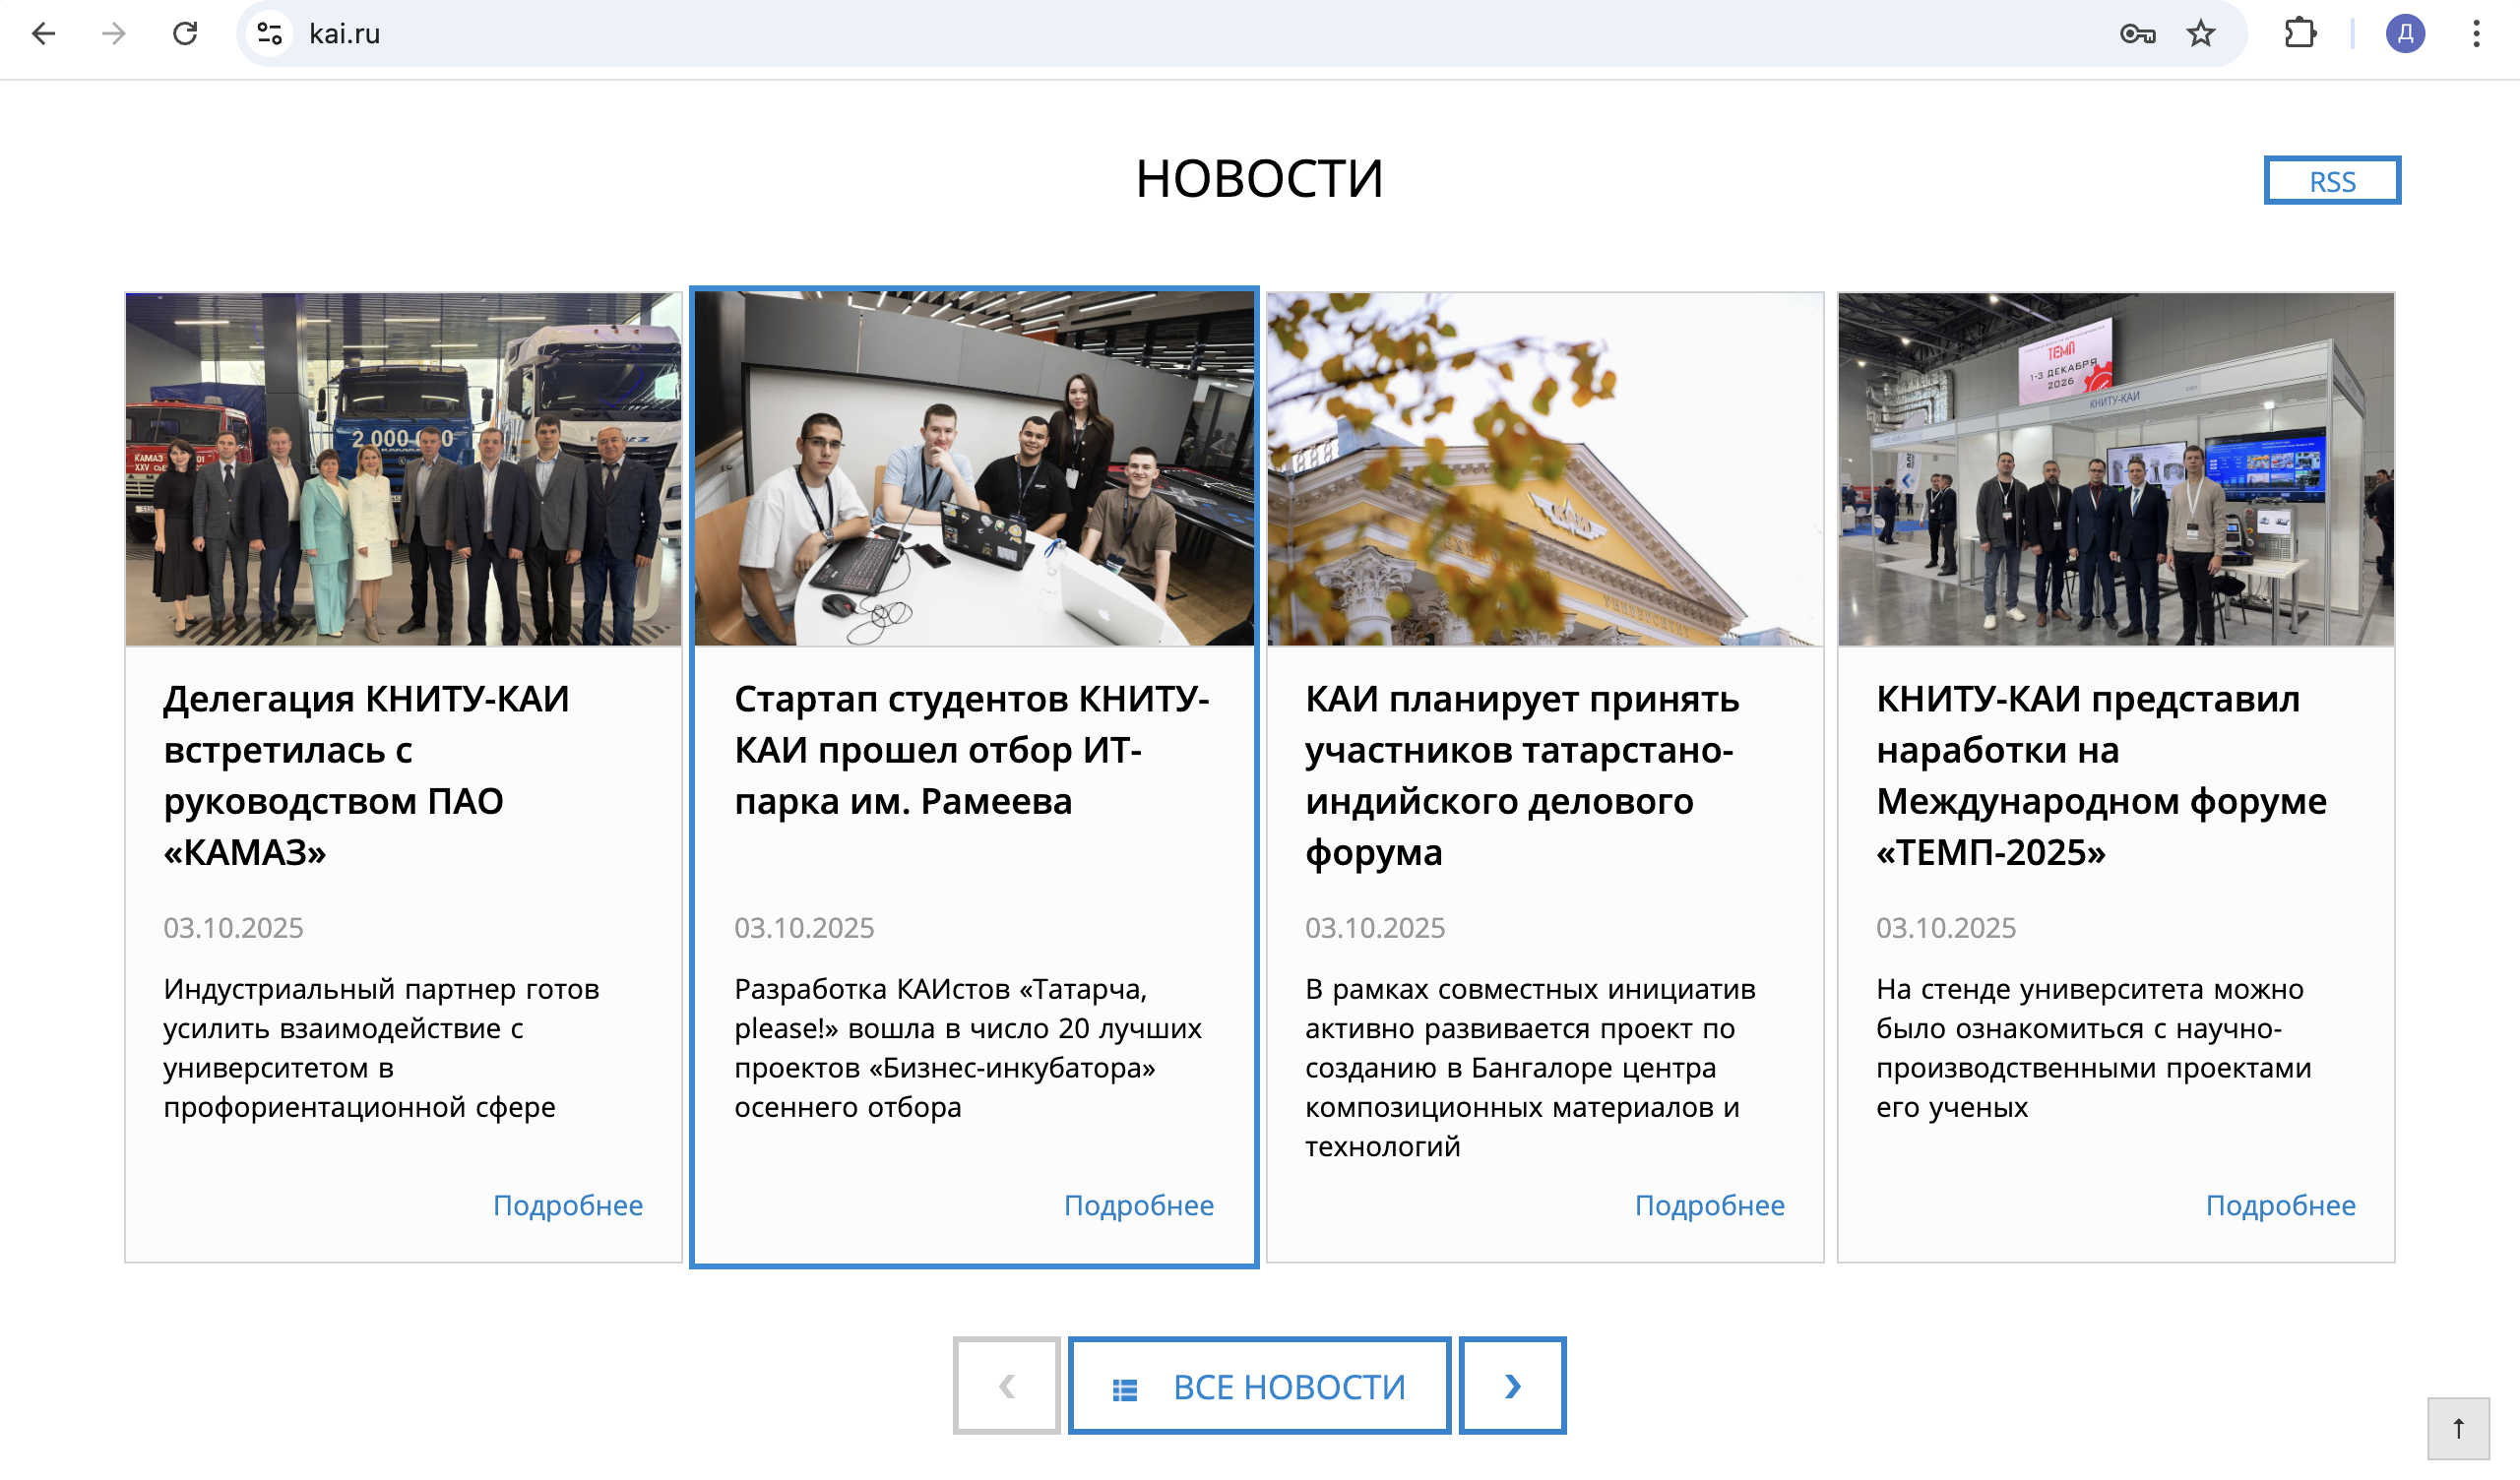 kai.ru
Д
НОВОСТИ
RSS
2 000 0 0
КАМАЗ
ТЕМП
1-3 ДЕКАБРЯ
2026
КНИТУ-КАИ
КАИ
Делегация КНИТУ-КАИ
встретилась с
руководством ПАО
«КАМАЗ»
03.10.2025
Индустриальный партнер готов
усилить взаимодействие с
университетом в
профориентационной сфере
Подробнее
Стартап студентов КНИТУ-
КАИ прошел отбор ИТ-
парка им. Рамеева
03.10.2025
Разработка КАИстов «Татарча,
please!» вошла в число 20 лучших
проектов «Бизнес-инкубатора»
осеннего отбора
Подробнее
КАИ планирует принять
участников татарстано-
индийского делового
форума
03.10.2025
В рамках совместных инициатив
активно развивается проект по
созданию в Бангалоре центра
композиционных материалов и
технологий
Подробнее
КНИТУ-КАИ представил
наработки на
Международном форуме
«ТЕМП-2025»
03.10.2025
На стенде университета можно
было ознакомиться с научно-
производственными проектами
его ученых
Подробнее
ВСЕ НОВОСТИ